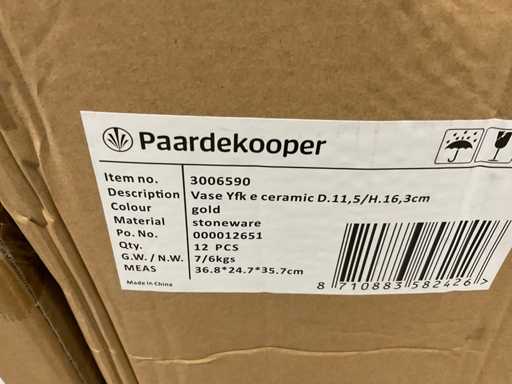 Paardekooper
Item no. 3006590
Description Vase Yfke ceramic D.11,5/H.16,3cm
Colour gold
Material stoneware
Po. No. 000012651
Qty. 12 PCS
G.W. / N.W. 7/6kgs
MEAS 36.8*24.7*35.7cm
Made in China
8 710883 582426 >